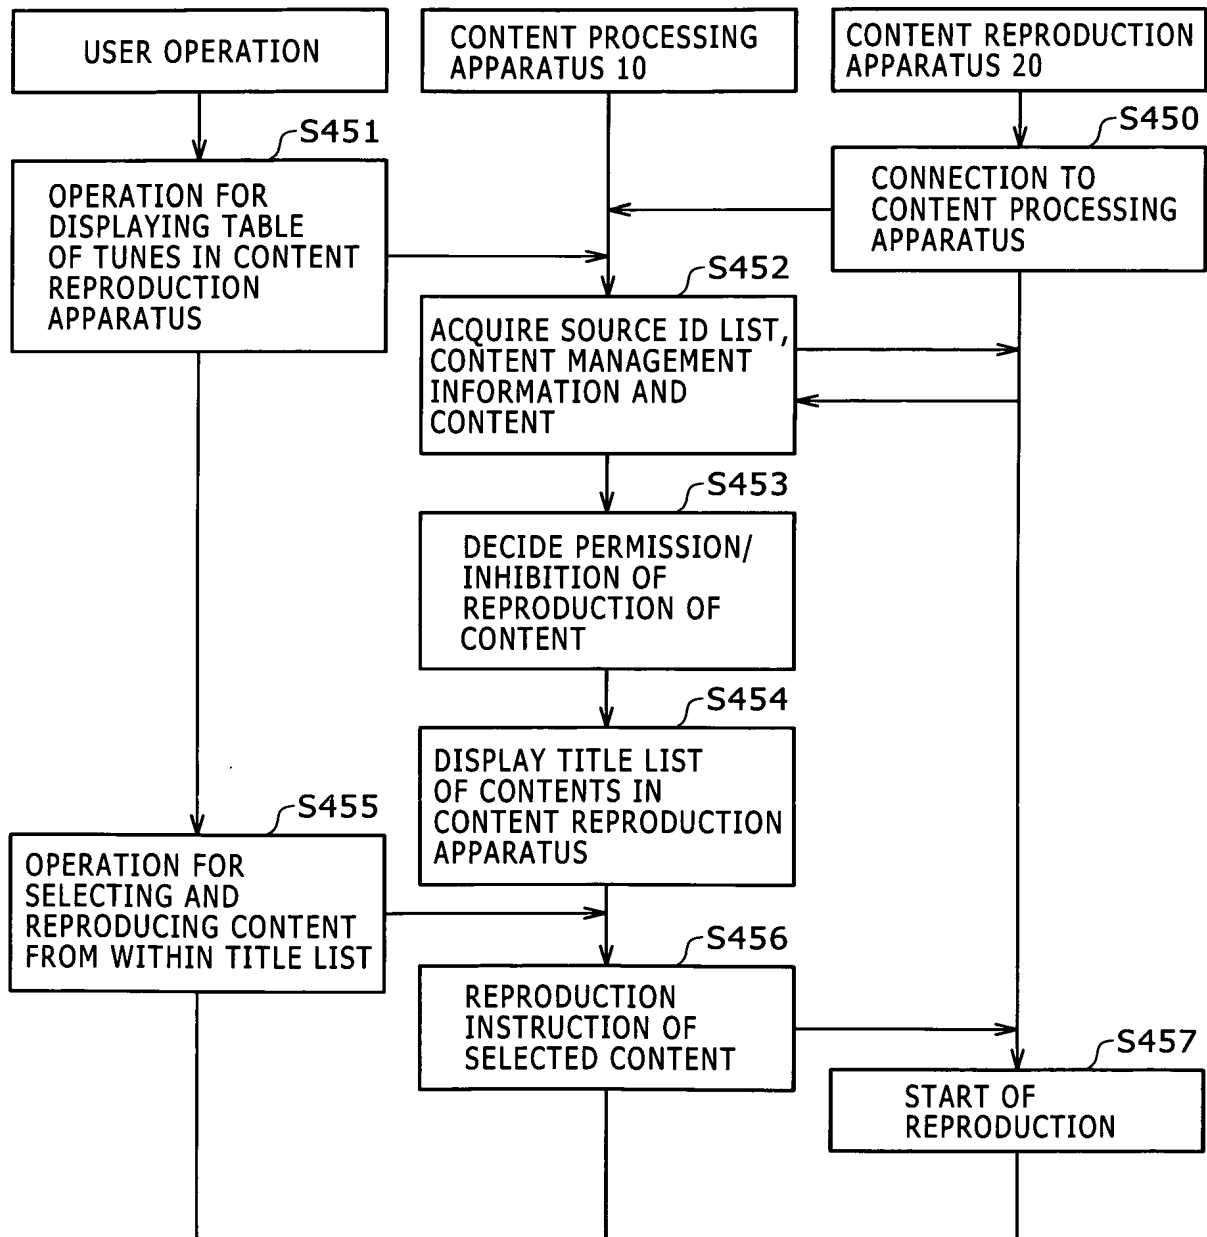 USER OPERATION
CONTENT PROCESSING
APPARATUS 10
CONTENT REPRODUCTION
APPARATUS 20
S451
OPERATION FOR
DISPLAYING TABLE
OF TUNES IN CONTENT
REPRODUCTION
APPARATUS
S450
CONNECTION TO
CONTENT PROCESSING
APPARATUS
S452
ACQUIRE SOURCE ID LIST,
CONTENT MANAGEMENT
INFORMATION AND
CONTENT
S453
DECIDE PERMISSION/
INHIBITION OF
REPRODUCTION OF
CONTENT
S454
DISPLAY TITLE LIST
OF CONTENTS IN
CONTENT REPRODUCTION
APPARATUS
S455
OPERATION FOR
SELECTING AND
REPRODUCING CONTENT
FROM WITHIN TITLE LIST
S456
REPRODUCTION
INSTRUCTION OF
SELECTED CONTENT
S457
START OF
REPRODUCTION